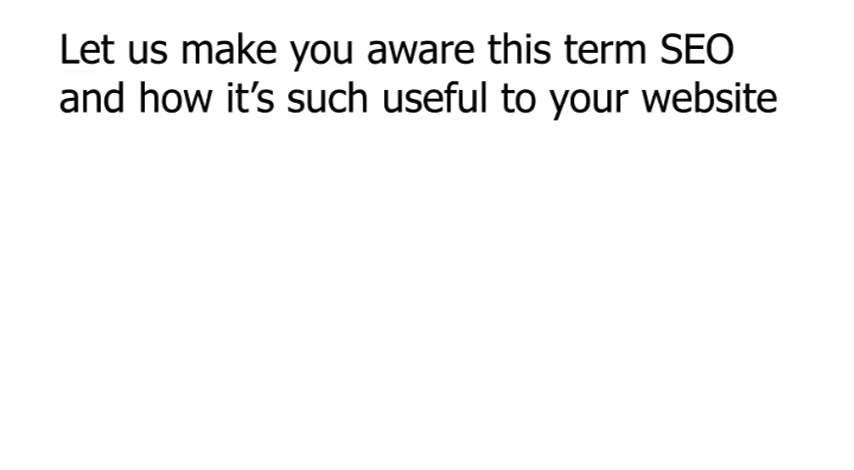 Let us make you aware this term SEO
and how it’s such useful to your website